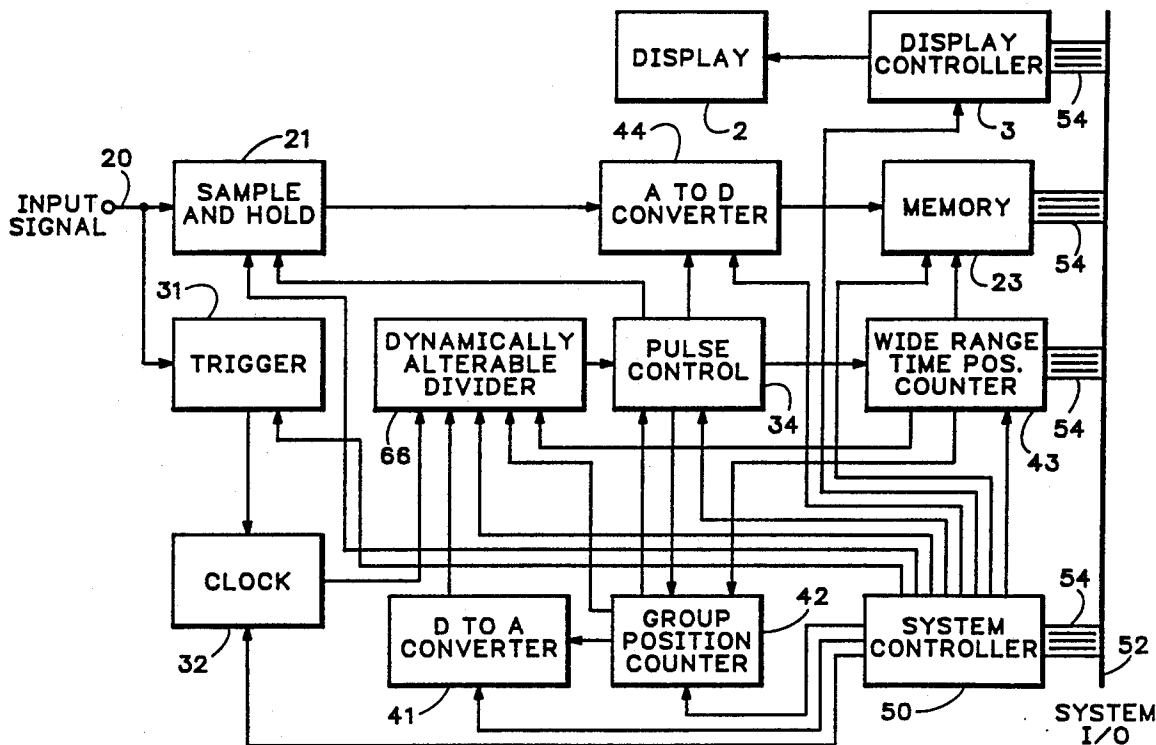 DISPLAY
2
DISPLAY
CONTROLLER
3
54
44
21
20
INPUT
SIGNAL
SAMPLE
AND HOLD
A TO D
CONVERTER
MEMORY
23
54
31
TRIGGER
DYNAMICALLY
ALTERABLE
DIVIDER
66
PULSE
CONTROL
34
WIDE RANGE
TIME POS.
COUNTER
43
54
CLOCK
32
D TO A
CONVERTER
41
GROUP
POSITION
COUNTER
42
SYSTEM
CONTROLLER
50
54
52
SYSTEM
I/O